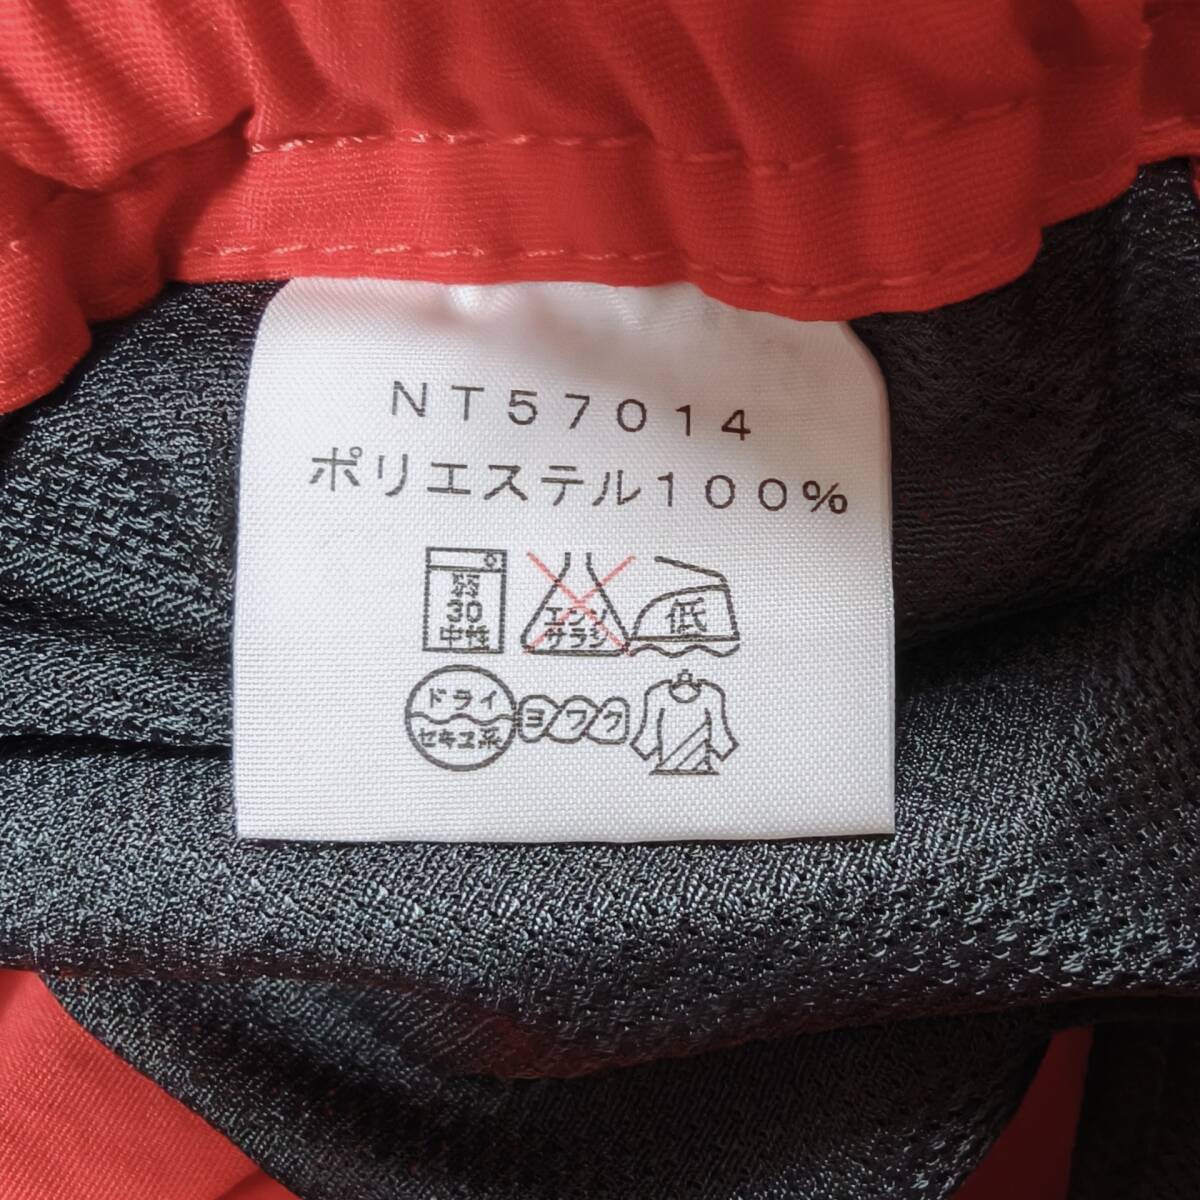 NT57014
ポリエステル100%
弱
30
中性
エンソ
サラシ
低
ドライ
セキユ系
ヨワク